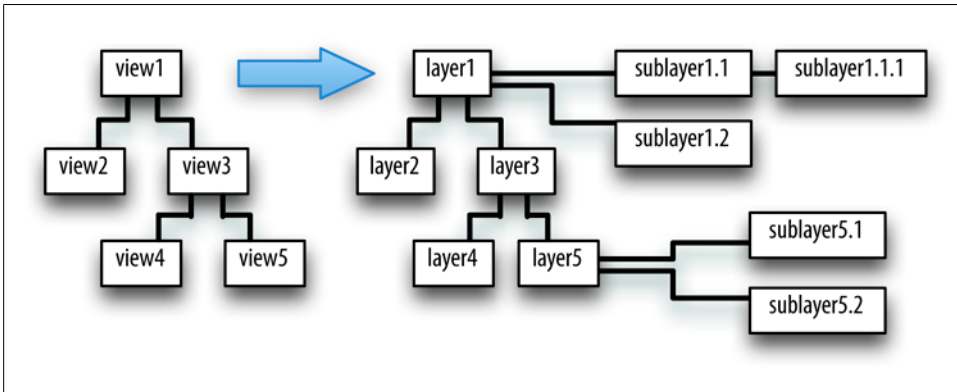 view1
layer1
sublayer1.1
sublayer1.1.1
sublayer1.2
view2
view3
layer2
layer3
view4
view5
layer4
layer5
sublayer5.1
sublayer5.2